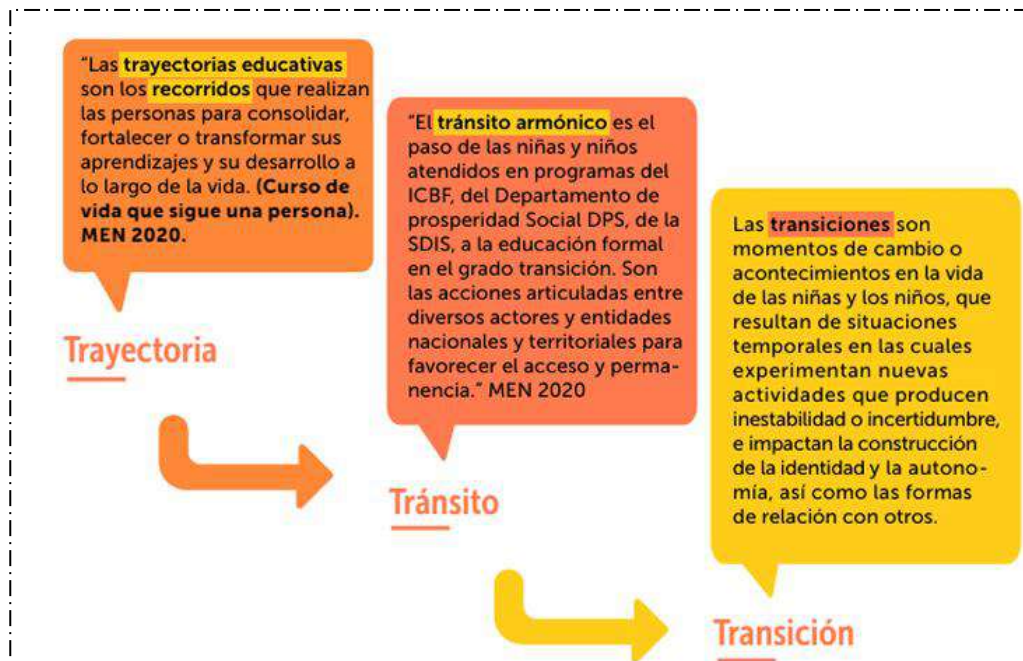 “Las trayectorias educativas
son los recorridos que realizan
las personas para consolidar,
fortalecer o transformar sus
aprendizajes y su desarrollo a
lo largo de la vida. (Curso de
vida que sigue una persona).
MEN 2020.
Trayectoria
“El tránsito armónico es el
paso de las niñas y niños
atendidos en programas del
ICBF, del Departamento de
prosperidad Social DPS, de la
SDIS, a la educación formal
en el grado transición. Son
las acciones articuladas entre
diversos actores y entidades
nacionales y territoriales para
favorecer el acceso y perma-
nencia.” MEN 2020
Tránsito
Las transiciones son
momentos de cambio o
acontecimientos en la vida
de las niñas y los niños, que
resultan de situaciones
temporales en las cuales
experimentan nuevas
actividades que producen
inestabilidad o incertidumbre,
e impactan la construcción
de la identidad y la autono-
mía, así como las formas
de relación con otros.
Transición